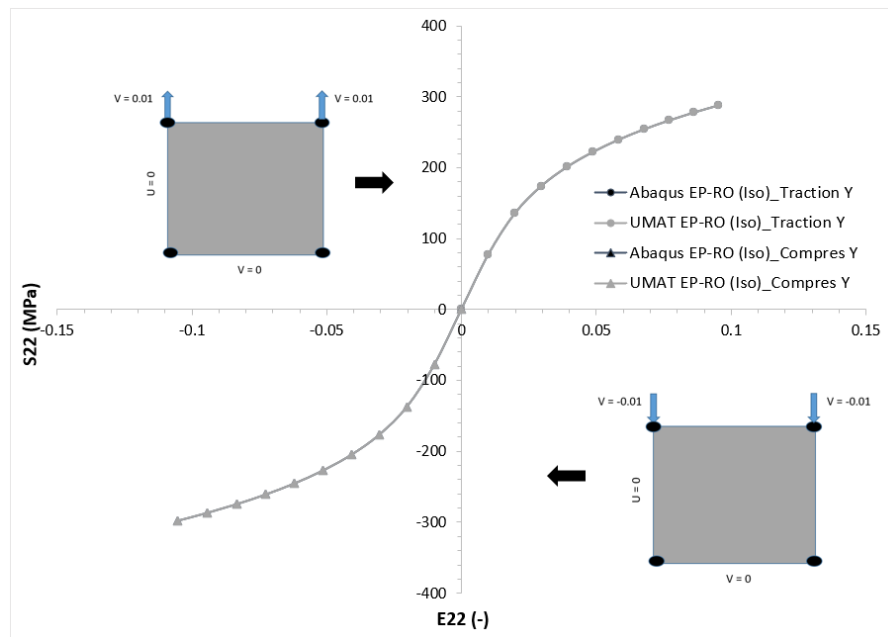 400
300
200
100
0
-100
-200
-300
-400
-0.15
-0.1
-0.05
0
0.05
0.1
0.15
S22 (MPa)
E22 (-)
V = 0.01
V = 0.01
U = 0
V = 0
Abaqus EP-RO (Iso)_Traction Y
UMAT EP-RO (Iso)_Traction Y
Abaqus EP-RO (Iso)_Compres Y
UMAT EP-RO (Iso)_Compres Y
V = -0.01
V = -0.01
U = 0
V = 0